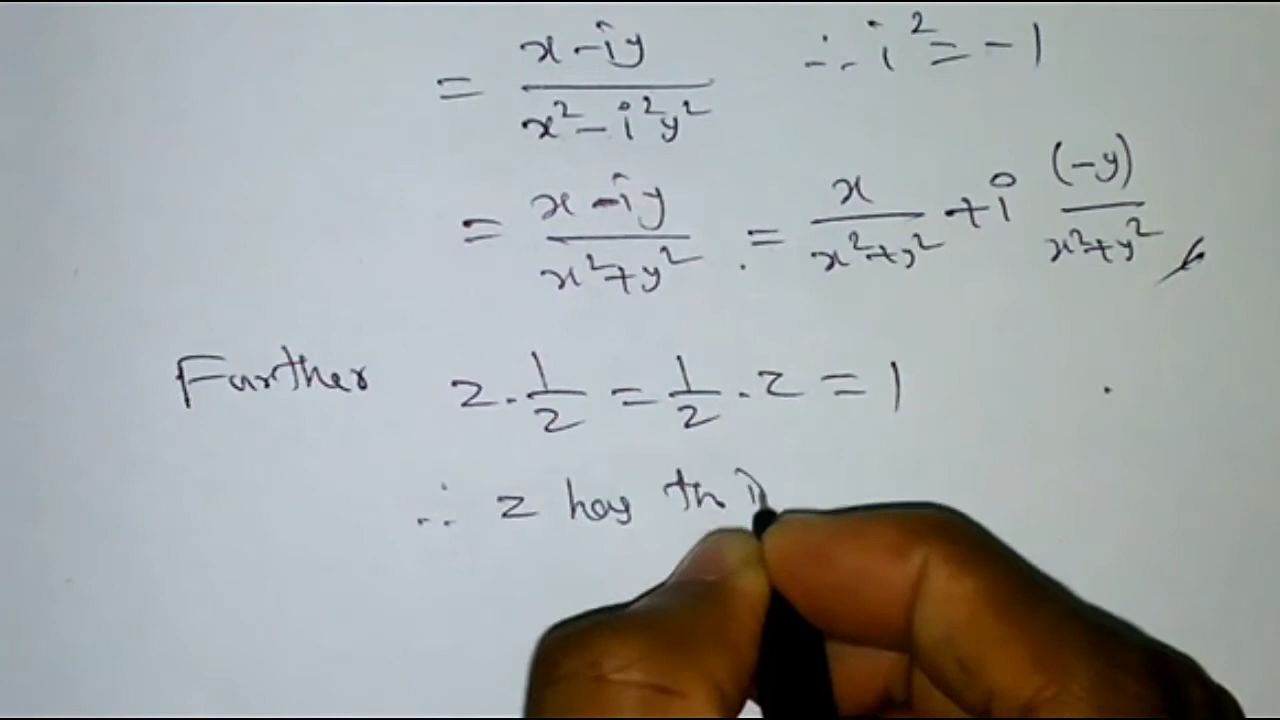 = x - iy / x² - i²y² ∴ i² = -1
= x - iy / x² + y² . = x / x² + y² + i (-y) / x² + y²
Further z · 1/z = 1/z · z = 1
∴ z has th